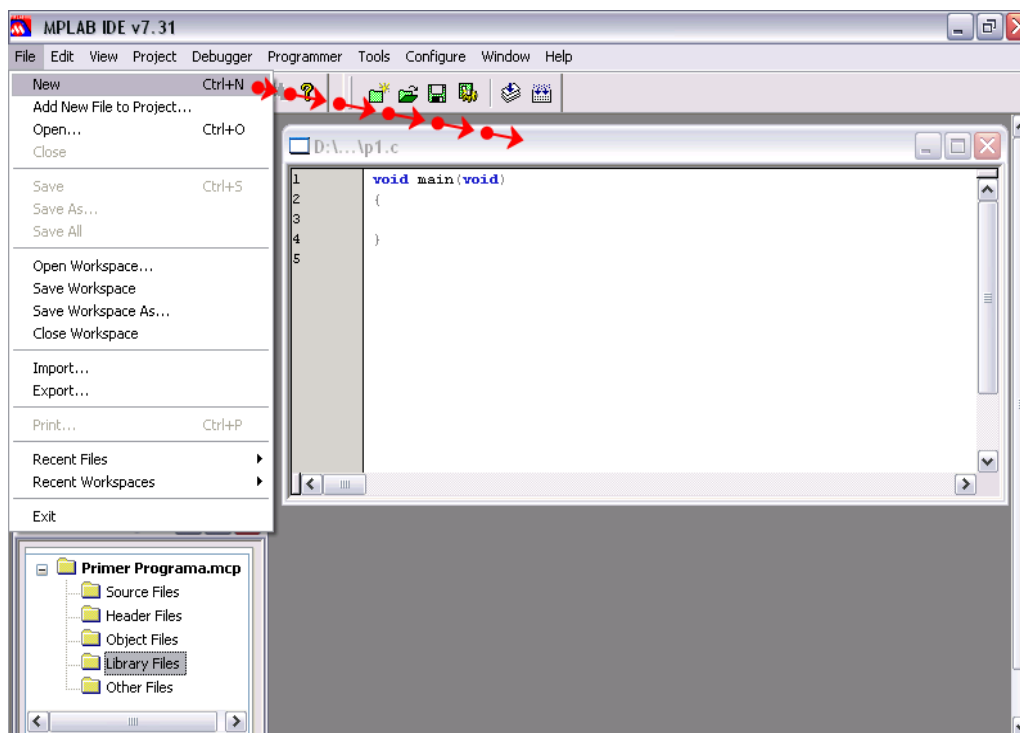 MPLAB IDE v7.31
File Edit View Project Debugger Programmer Tools Configure Window Help
New Ctrl+N
Add New File to Project...
Open... Ctrl+O
Close
Save Ctrl+S
Save As...
Save All
Open Workspace...
Save Workspace
Save Workspace As...
Close Workspace
Import...
Export...
Print... Ctrl+P
Recent Files
Recent Workspaces
Exit
D:\...\p1.c
1 void main(void)
2 {
3
4 }
5
Primer Programa.mcp
Source Files
Header Files
Object Files
Library Files
Other Files